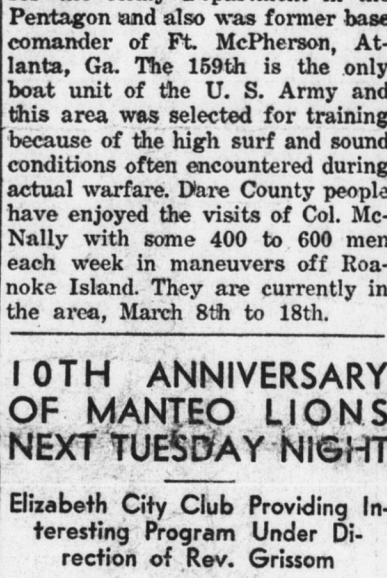 Pentagon and also was former base
comander of Ft. McPherson, At-
lanta, Ga. The 159th is the only
boat unit of the U. S. Army and
this area was selected for training
because of the high surf and sound
conditions often encountered during
actual warfare. Dare County people
have enjoyed the visits of Col. Mc-
Nally with some 400 to 600 men
each week in maneuvers off Roa-
noke Island. They are currently in
the area, March 8th to 18th.
10TH ANNIVERSARY
OF MANTEO LIONS
NEXT TUESDAY NIGHT
Elizabeth City Club Providing In-
teresting Program Under Di-
rection of Rev. Grissom